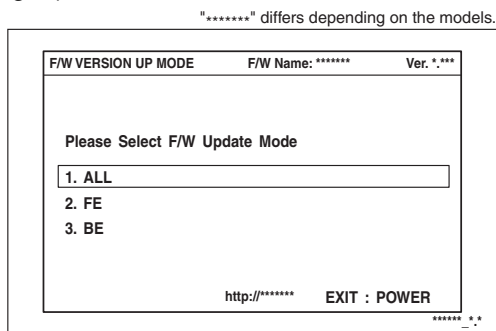 "*******" differs depending on the models.
F/W VERSION UP MODE F/W Name: ******* Ver. *.***
Please Select F/W Update Mode
1. ALL
2. FE
3. BE
http://******* EXIT : POWER
******_*.*